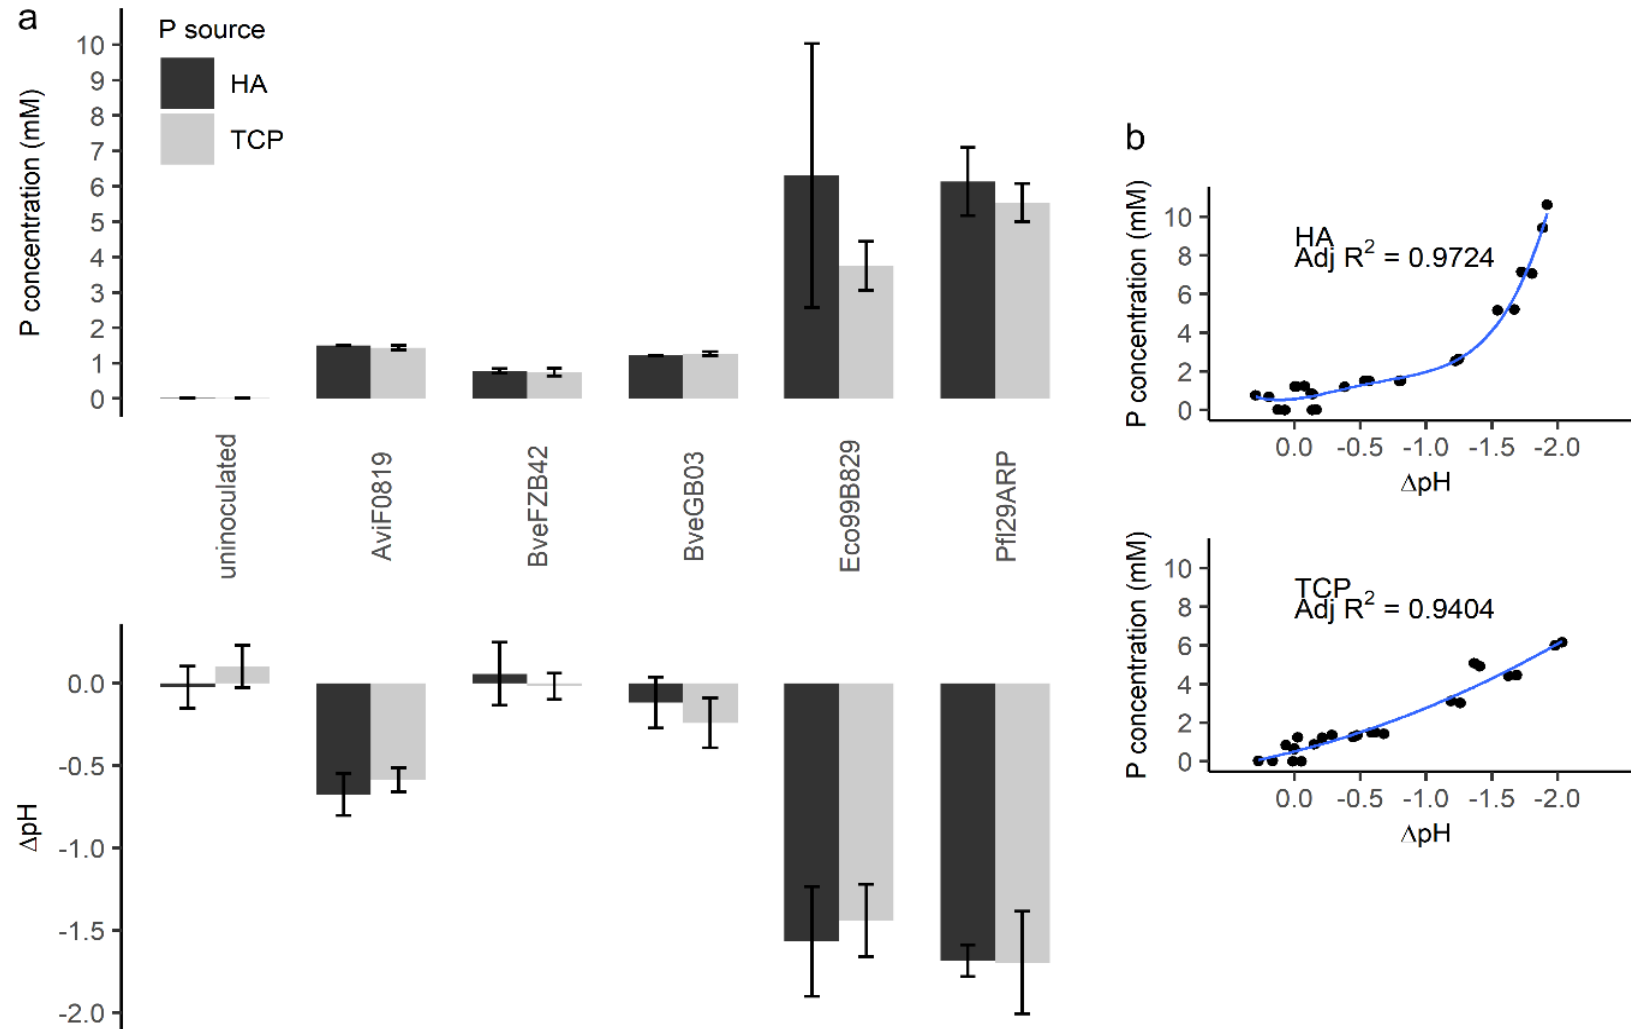 a
P source
HA
TCP
P concentration (mM)
10
9
8
7
6
5
4
3
2
1
0
uninoculated
AviF0819
BveFZB42
BveGB03
Eco99B829
Pfl29ARP
ΔpH
0.0
-0.5
-1.0
-1.5
-2.0
b
P concentration (mM)
10
8
6
4
2
0
HA
Adj R² = 0.9724
0.0 -0.5 -1.0 -1.5 -2.0
ΔpH
P concentration (mM)
10
8
6
4
2
0
TCP
Adj R² = 0.9404
0.0 -0.5 -1.0 -1.5 -2.0
ΔpH